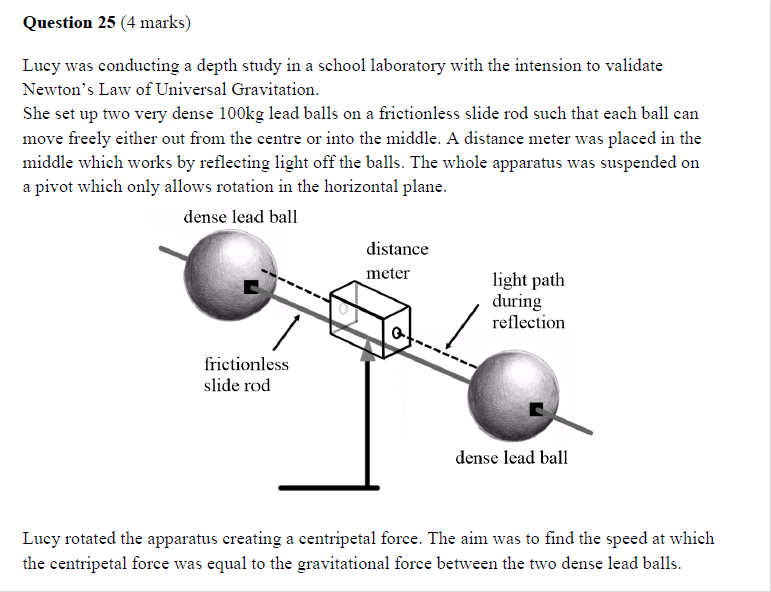 Question 25 (4 marks)
Lucy was conducting a depth study in a school laboratory with the intension to validate
Newton's Law of Universal Gravitation.
She set up two very dense 100kg lead balls on a frictionless slide rod such that each ball can
move freely either out from the centre or into the middle. A distance meter was placed in the
middle which works by reflecting light off the balls. The whole apparatus was suspended on
a pivot which only allows rotation in the horizontal plane.
dense lead ball
distance
meter
light path
during
reflection
frictionless
slide rod
dense lead ball
Lucy rotated the apparatus creating a centripetal force. The aim was to find the speed at which
the centripetal force was equal to the gravitational force between the two dense lead balls.